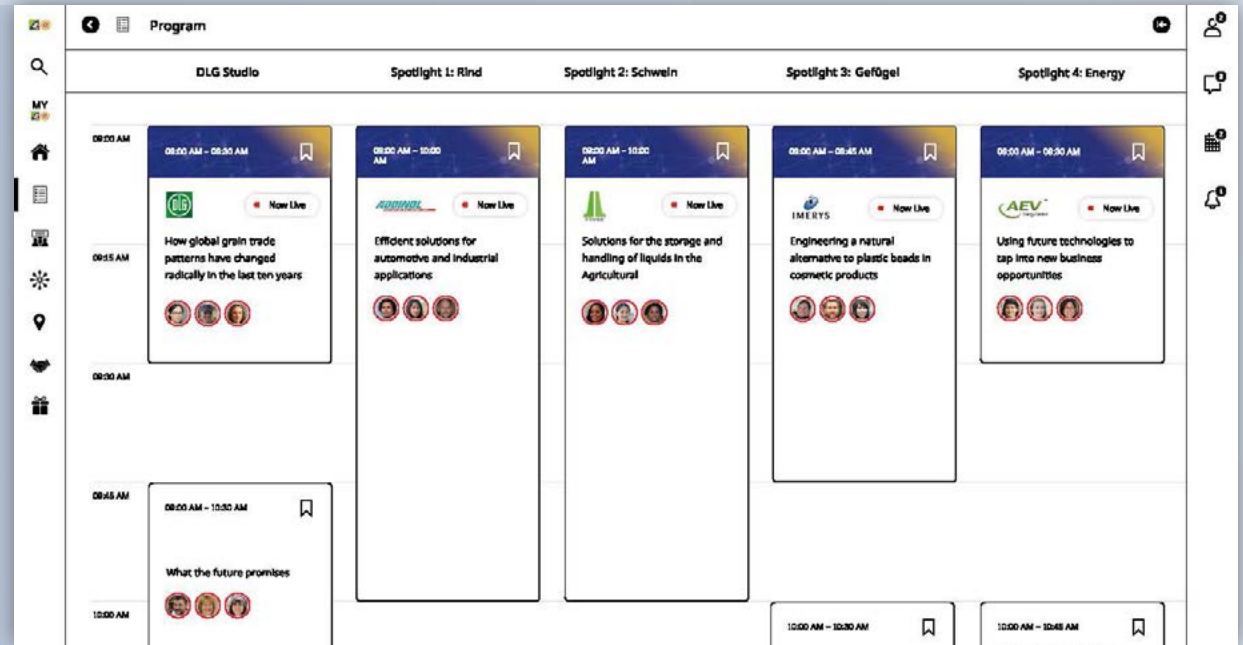 Program
DLG Studio
Spotlight 1: Rind
Spotlight 2: Schwein
Spotlight 3: Geflügel
Spotlight 4: Energy
MY
09:00 AM
09:00 AM – 09:30 AM
09:00 AM – 10:00
AM
09:00 AM – 10:00
AM
09:00 AM – 09:45 AM
09:00 AM – 09:30 AM
DLG
Now Live
ADDINOL
Now Live
Now Live
IMERYS
Now Live
AEV
Now Live
How global grain trade
patterns have changed
radically in the last ten years
Efficient solutions for
automotive and industrial
applications
Solutions for the storage and
handling of liquids in the
Agricultural
Engineering a natural
alternative to plastic beads in
cosmetic products
Using future technologies to
tap into new business
opportunities
09:15 AM
09:30 AM
09:45 AM
09:00 AM – 10:30 AM
What the future promises
10:00 AM
10:00 AM – 10:30 AM
10:00 AM – 10:45 AM